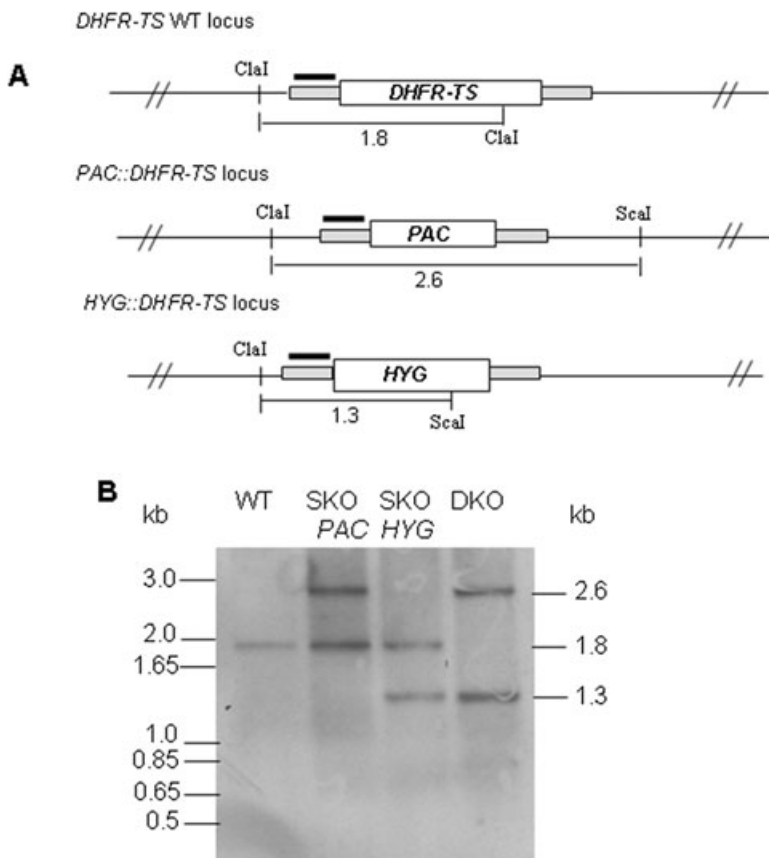 DHFR-TS WT locus
A
ClaI
DHFR-TS
1.8
ClaI
PAC::DHFR-TS locus
ClaI
ScaI
PAC
2.6
HYG::DHFR-TS locus
ClaI
HYG
1.3
ScaI
B
WT SKO SKO DKO
kb PAC HYG kb
3.0 2.6
2.0 1.8
1.65
1.3
1.0
0.85
0.65
0.5